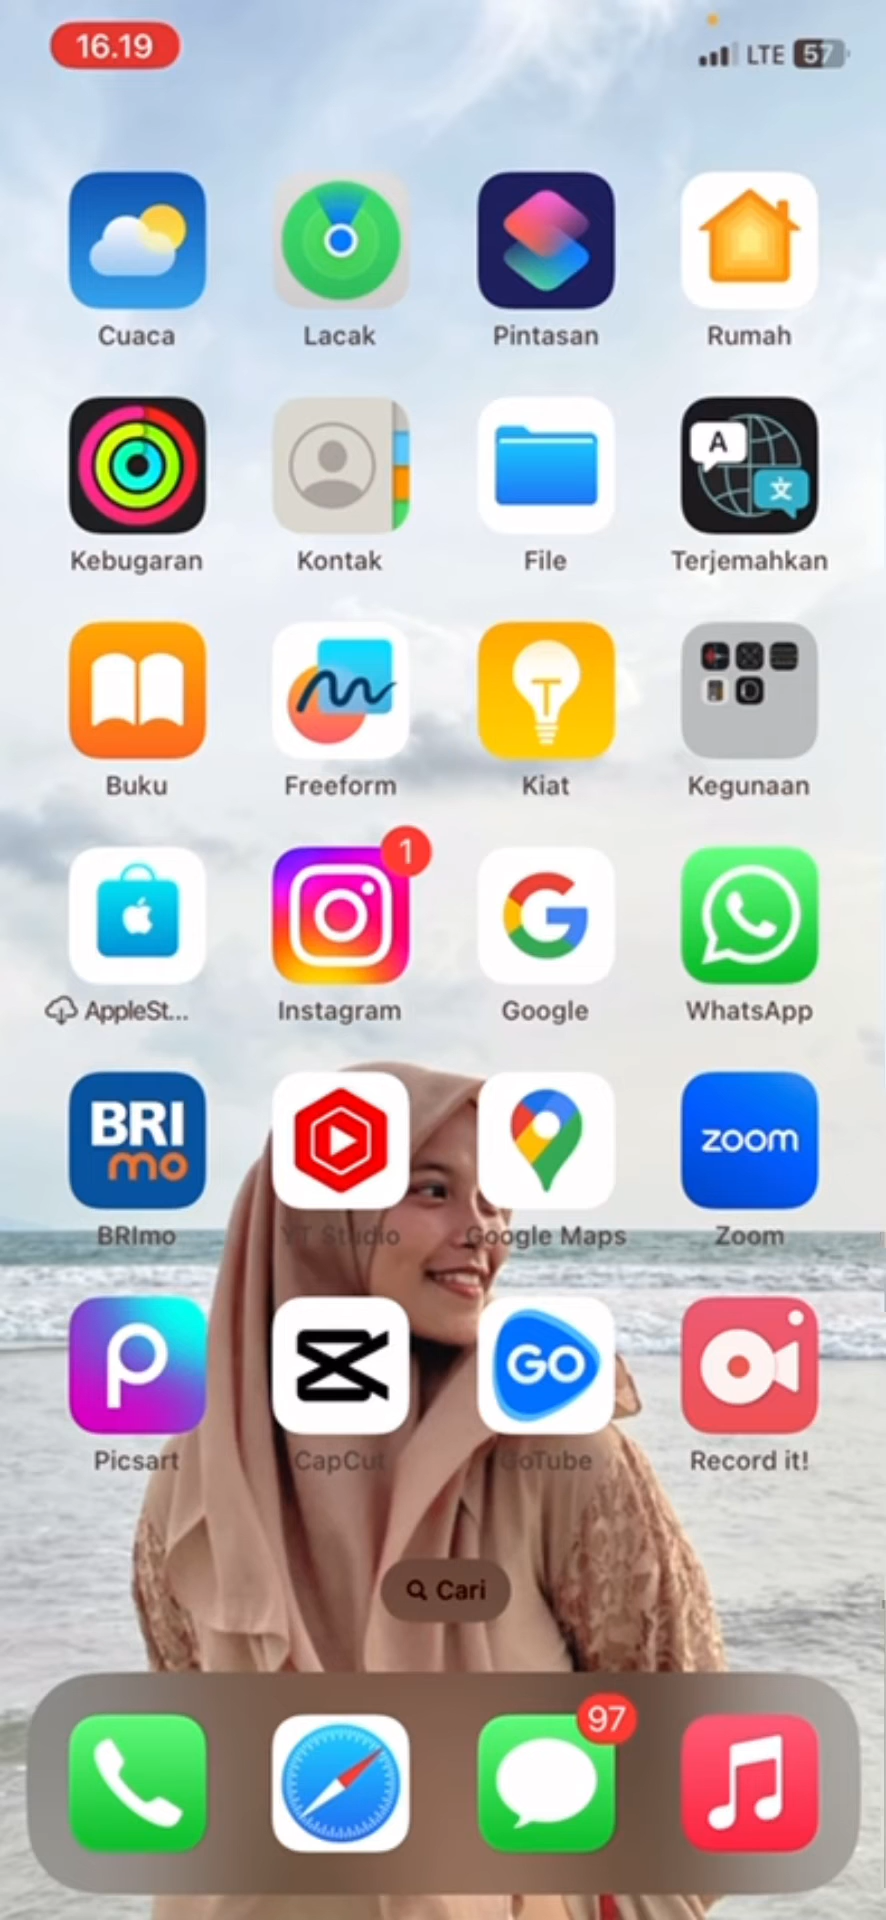 16.19
LTE 57
Cuaca Lacak Pintasan Rumah
A
文
Kebugaran Kontak File Terjemahkan
Buku Freeform Kiat Kegunaan
1
AppleSt... Instagram Google WhatsApp
BRI
mo
zoom
BRImo YT Studio Google Maps Zoom
GO
Picsart CapCut GoTube Record it!
Cari
97